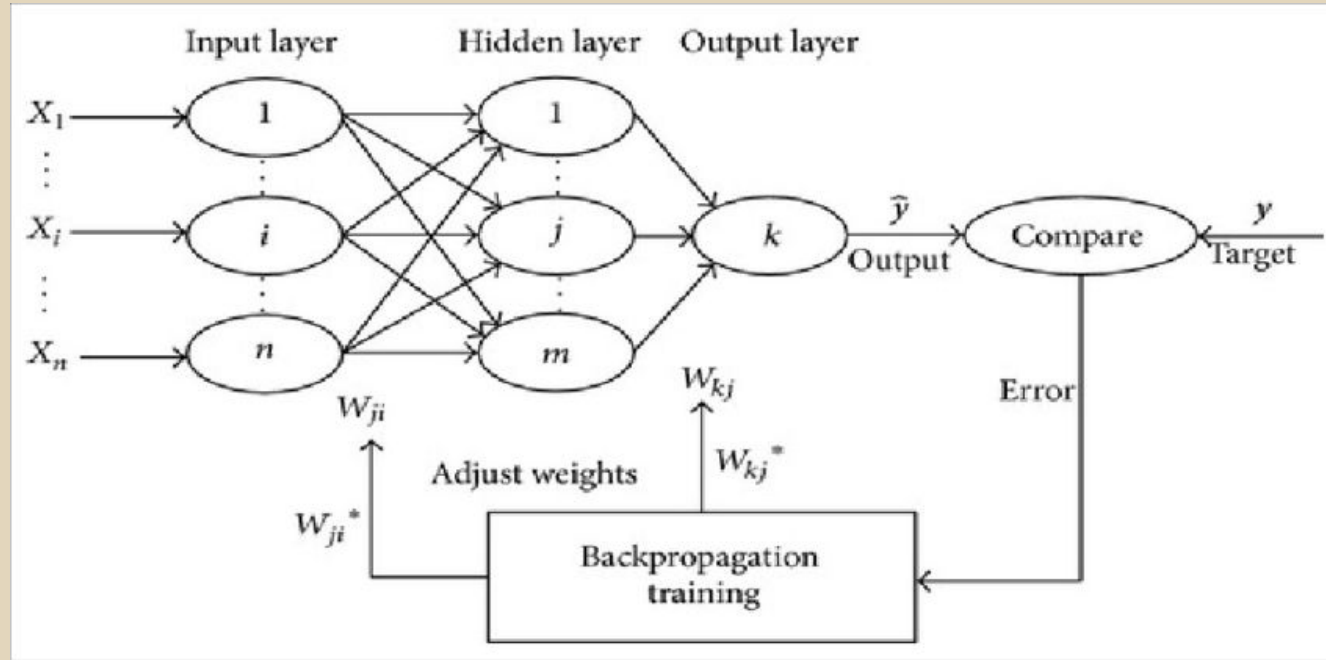 Input layer
Hidden layer
Output layer
X₁
1
1
Xᵢ
i
j
k
ŷ
Output
Compare
y
Target
Xₙ
n
m
Error
Wⱼᵢ
Wₖⱼ
Adjust weights
Wₖⱼ*
Wⱼᵢ*
Backpropagation
training